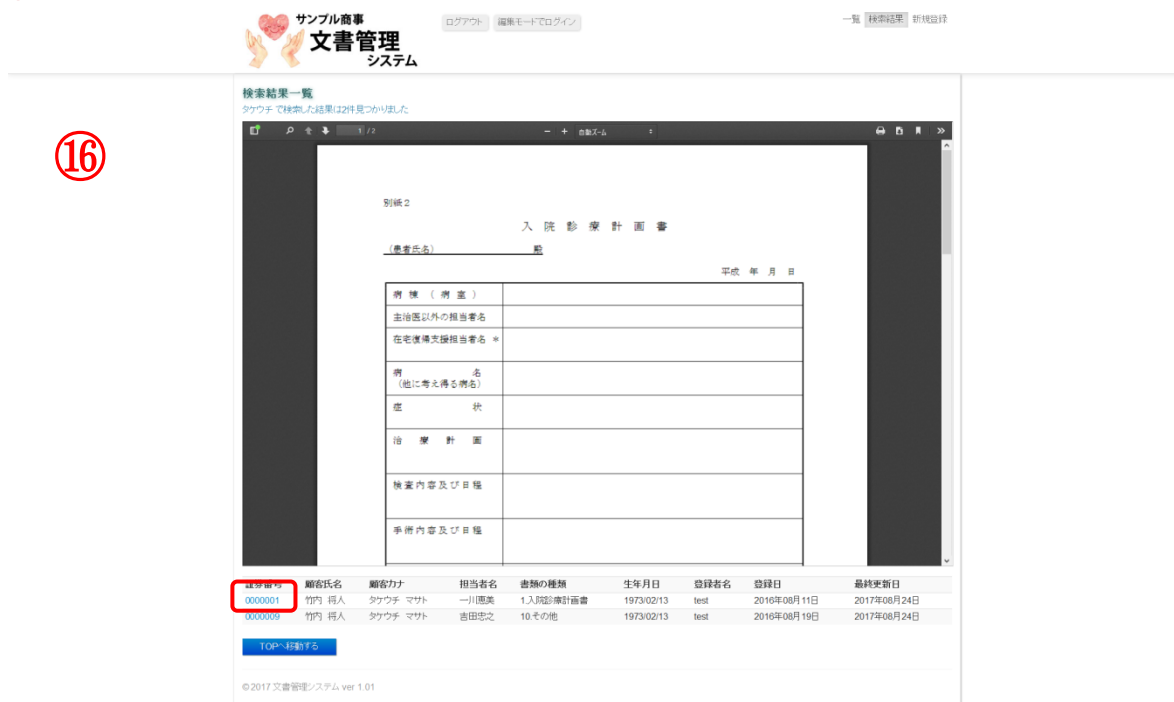 サンプル商事
文書管理
システム
ログアウト 編集モードでログイン
一覧 検索結果 新規登録
検索結果一覧
タケウチ で検索した結果は2件見つかりました
⑯
1 / 2
自動ズーム
別紙2
入院診療計画書
(患者氏名) 殿
平成 年 月 日
病棟(病室)
主治医以外の担当者名
在宅復帰支援担当者名 *
病名
(他に考え得る病名)
症状
治療計画
検査内容及び日程
手術内容及び日程
証券番号 顧客氏名 顧客カナ 担当者名 書類の種類 生年月日 登録者名 登録日 最終更新日
0000001 竹内 将人 タケウチ マサト 一川恵美 1.入院診療計画書 1973/02/13 test 2016年08月11日 2017年08月24日
0000009 竹内 将人 タケウチ マサト 吉田忠之 10.その他 1973/02/13 test 2016年08月19日 2017年08月24日
TOPへ移動する
©2017 文書管理システム ver 1.01